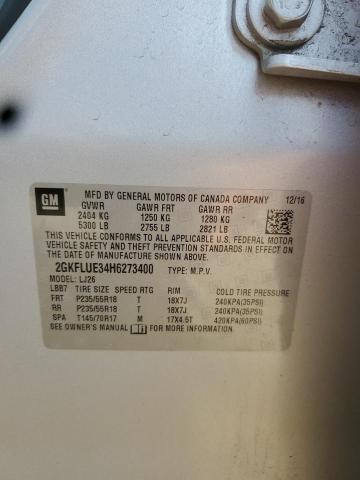 GM
MFD BY GENERAL MOTORS OF CANADA COMPANY 12/16
GVWR GAWR FRT GAWR RR
2404 KG 1250 KG 1280 KG
5300 LB 2755 LB 2821 LB
THIS VEHICLE CONFORMS TO ALL APPLICABLE U.S. FEDERAL MOTOR
VEHICLE SAFETY AND THEFT PREVENTION STANDARDS IN EFFECT ON
THE DATE OF MANUFACTURE SHOWN ABOVE.
2GKFLUE34H6273400 TYPE: M.P.V.
MODEL: LJ26
LBB7 TIRE SIZE SPEED RTG RIM COLD TIRE PRESSURE
FRT P235/55R18 T 18X7J 240KPA(35PSI)
RR P235/55R18 T 18X7J 240KPA(35PSI)
SPA T145/70R17 M 17X4.5T 420KPA(60PSI)
SEE OWNER'S MANUAL FOR MORE INFORMATION.